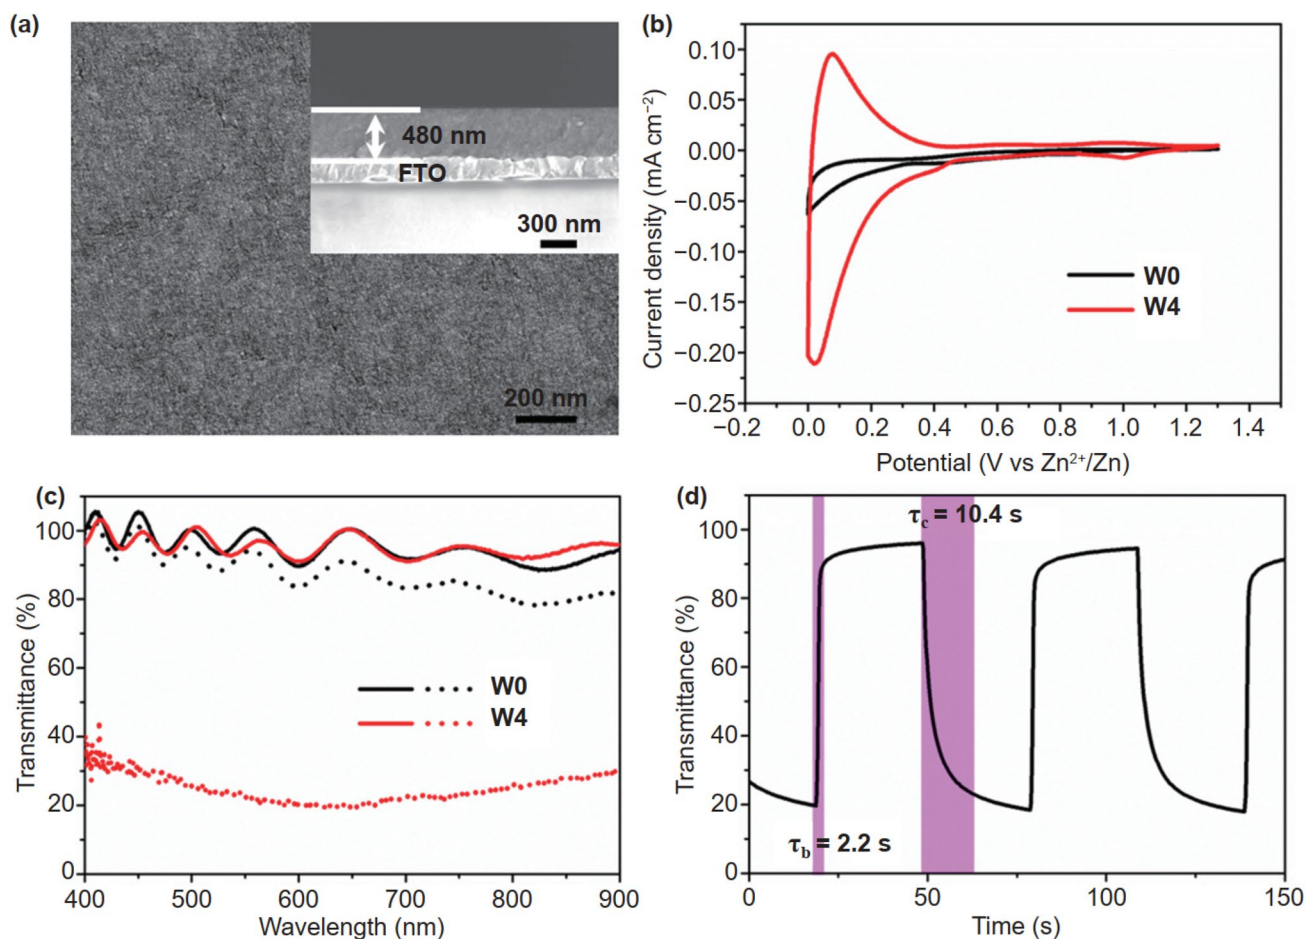 (a)
480 nm
FTO
300 nm
200 nm
(b)
0.10
0.05
0.00
−0.05
−0.10
−0.15
−0.20
−0.25
Current density (mA cm⁻²)
W0
W4
−0.2 0.0 0.2 0.4 0.6 0.8 1.0 1.2 1.4
Potential (V vs Zn²⁺/Zn)
(c)
100
80
60
40
20
0
Transmittance (%)
W0
W4
400 500 600 700 800 900
Wavelength (nm)
(d)
100
80
60
40
20
0
Transmittance (%)
τc = 10.4 s
τb = 2.2 s
0 50 100 150
Time (s)